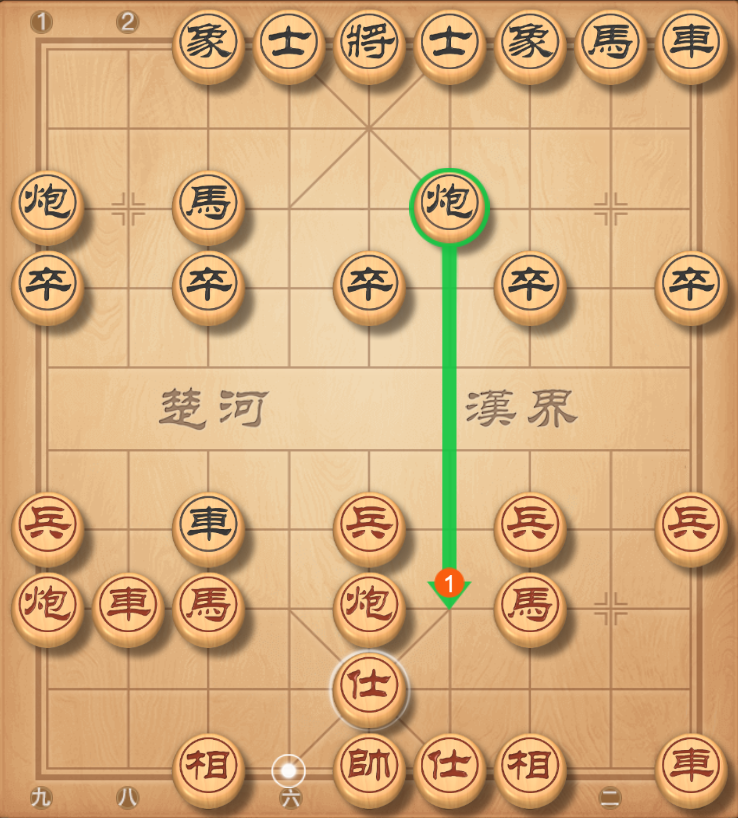 1 2
象 士 將 士 象 馬 車
炮 馬 炮
卒 卒 卒 卒 卒
楚河 漢界
兵 車 兵 兵 兵
1
炮 車 馬 炮 馬
仕
相 帥 仕 相 車
九 八 六 二